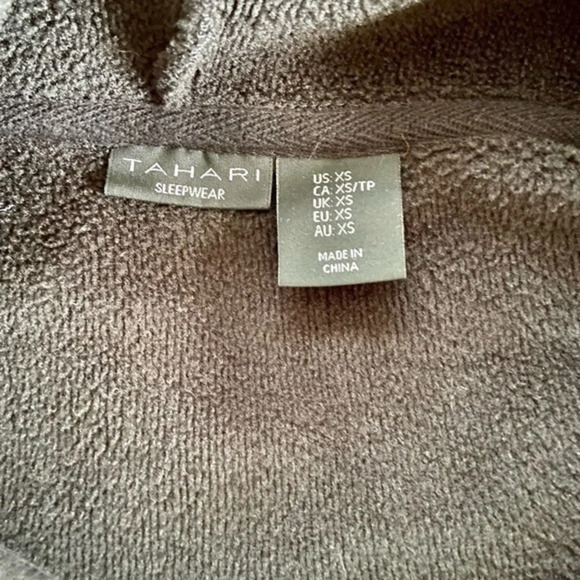 TAHARI
SLEEPWEAR
US: XS
CA: XS/TP
UK: XS
EU: XS
AU: XS
MADE IN
CHINA